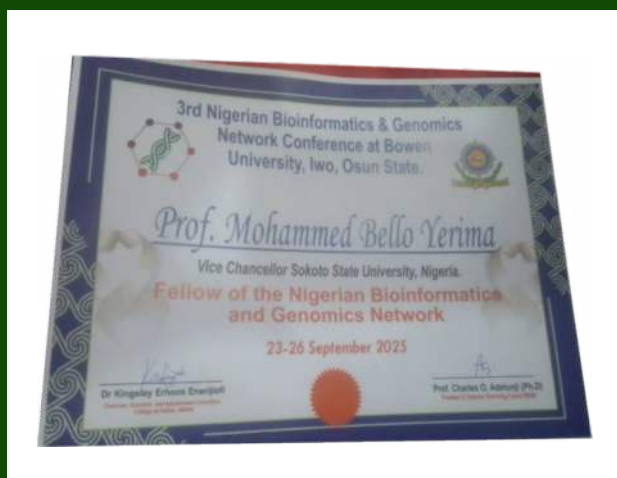 3rd Nigerian Bioinformatics & Genomics
Network Conference at Bowen
University, Iwo, Osun State.
Prof. Mohammed Bello Yerima
Vice Chancellor Sokoto State University, Nigeria.
Fellow of the Nigerian Bioinformatics
and Genomics Network
23-26 September 2025
Dr Kingsley Erhons Enerijiofi
Prof. Charles O. Adetunji (Ph.D)